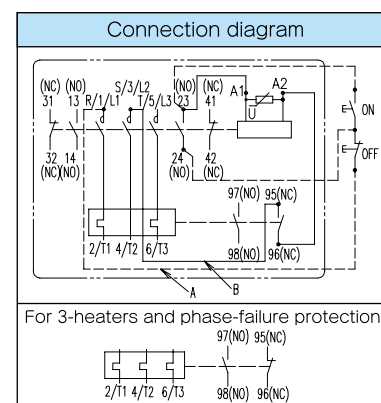 Connection diagram
(NC) (NO) S/3/L2 (NO) (NC)
31 13 R/1/L1 T/5/L3 23 41 A1 A2
U
ON
OFF
32 14 24 42
(NC)(NO) (NO) (NC)
97(NO) 95(NC)
2/T1 4/T2 6/T3
98(NO) 96(NC)
A B
For 3-heaters and phase-failure protection
97(NO) 95(NC)
2/T1 4/T2 6/T3 98(NO) 96(NC)